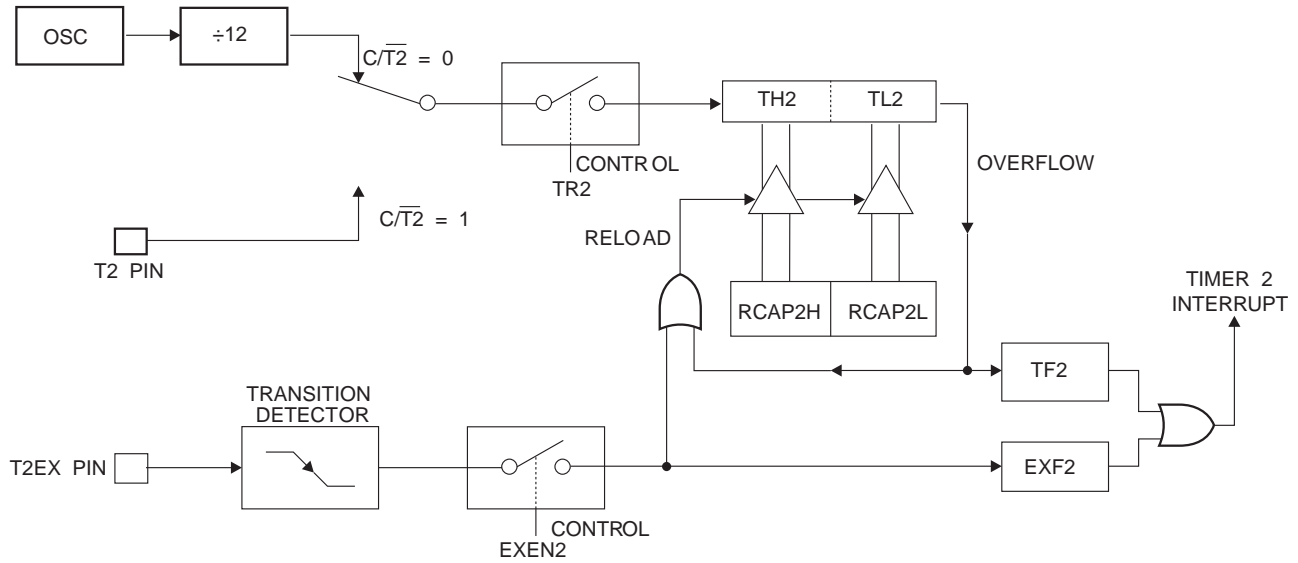 OSC
÷12
C/T2̅ = 0
TH2
TL2
CONTROL
TR2
OVERFLOW
C/T2̅ = 1
T2 PIN
RELOAD
RCAP2H
RCAP2L
TIMER 2
INTERRUPT
TF2
TRANSITION
DETECTOR
T2EX PIN
EXF2
CONTROL
EXEN2